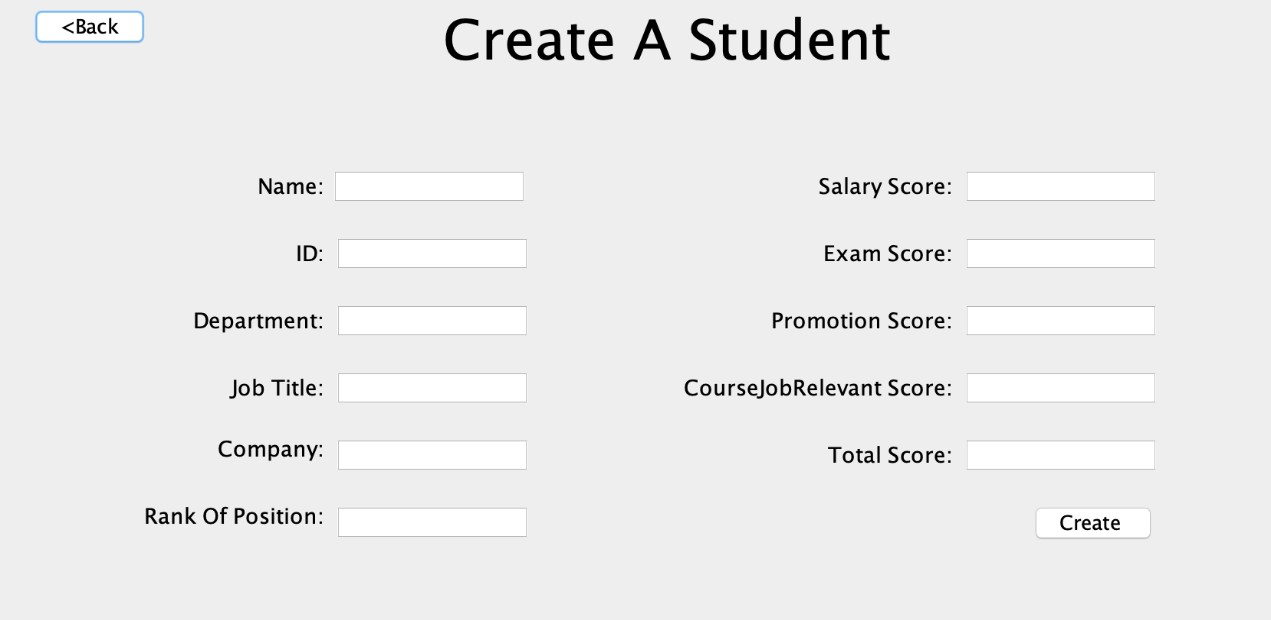 <Back
Create A Student
Name:
ID:
Department:
Job Title:
Company:
Rank Of Position:
Salary Score:
Exam Score:
Promotion Score:
CourseJobRelevant Score:
Total Score:
Create